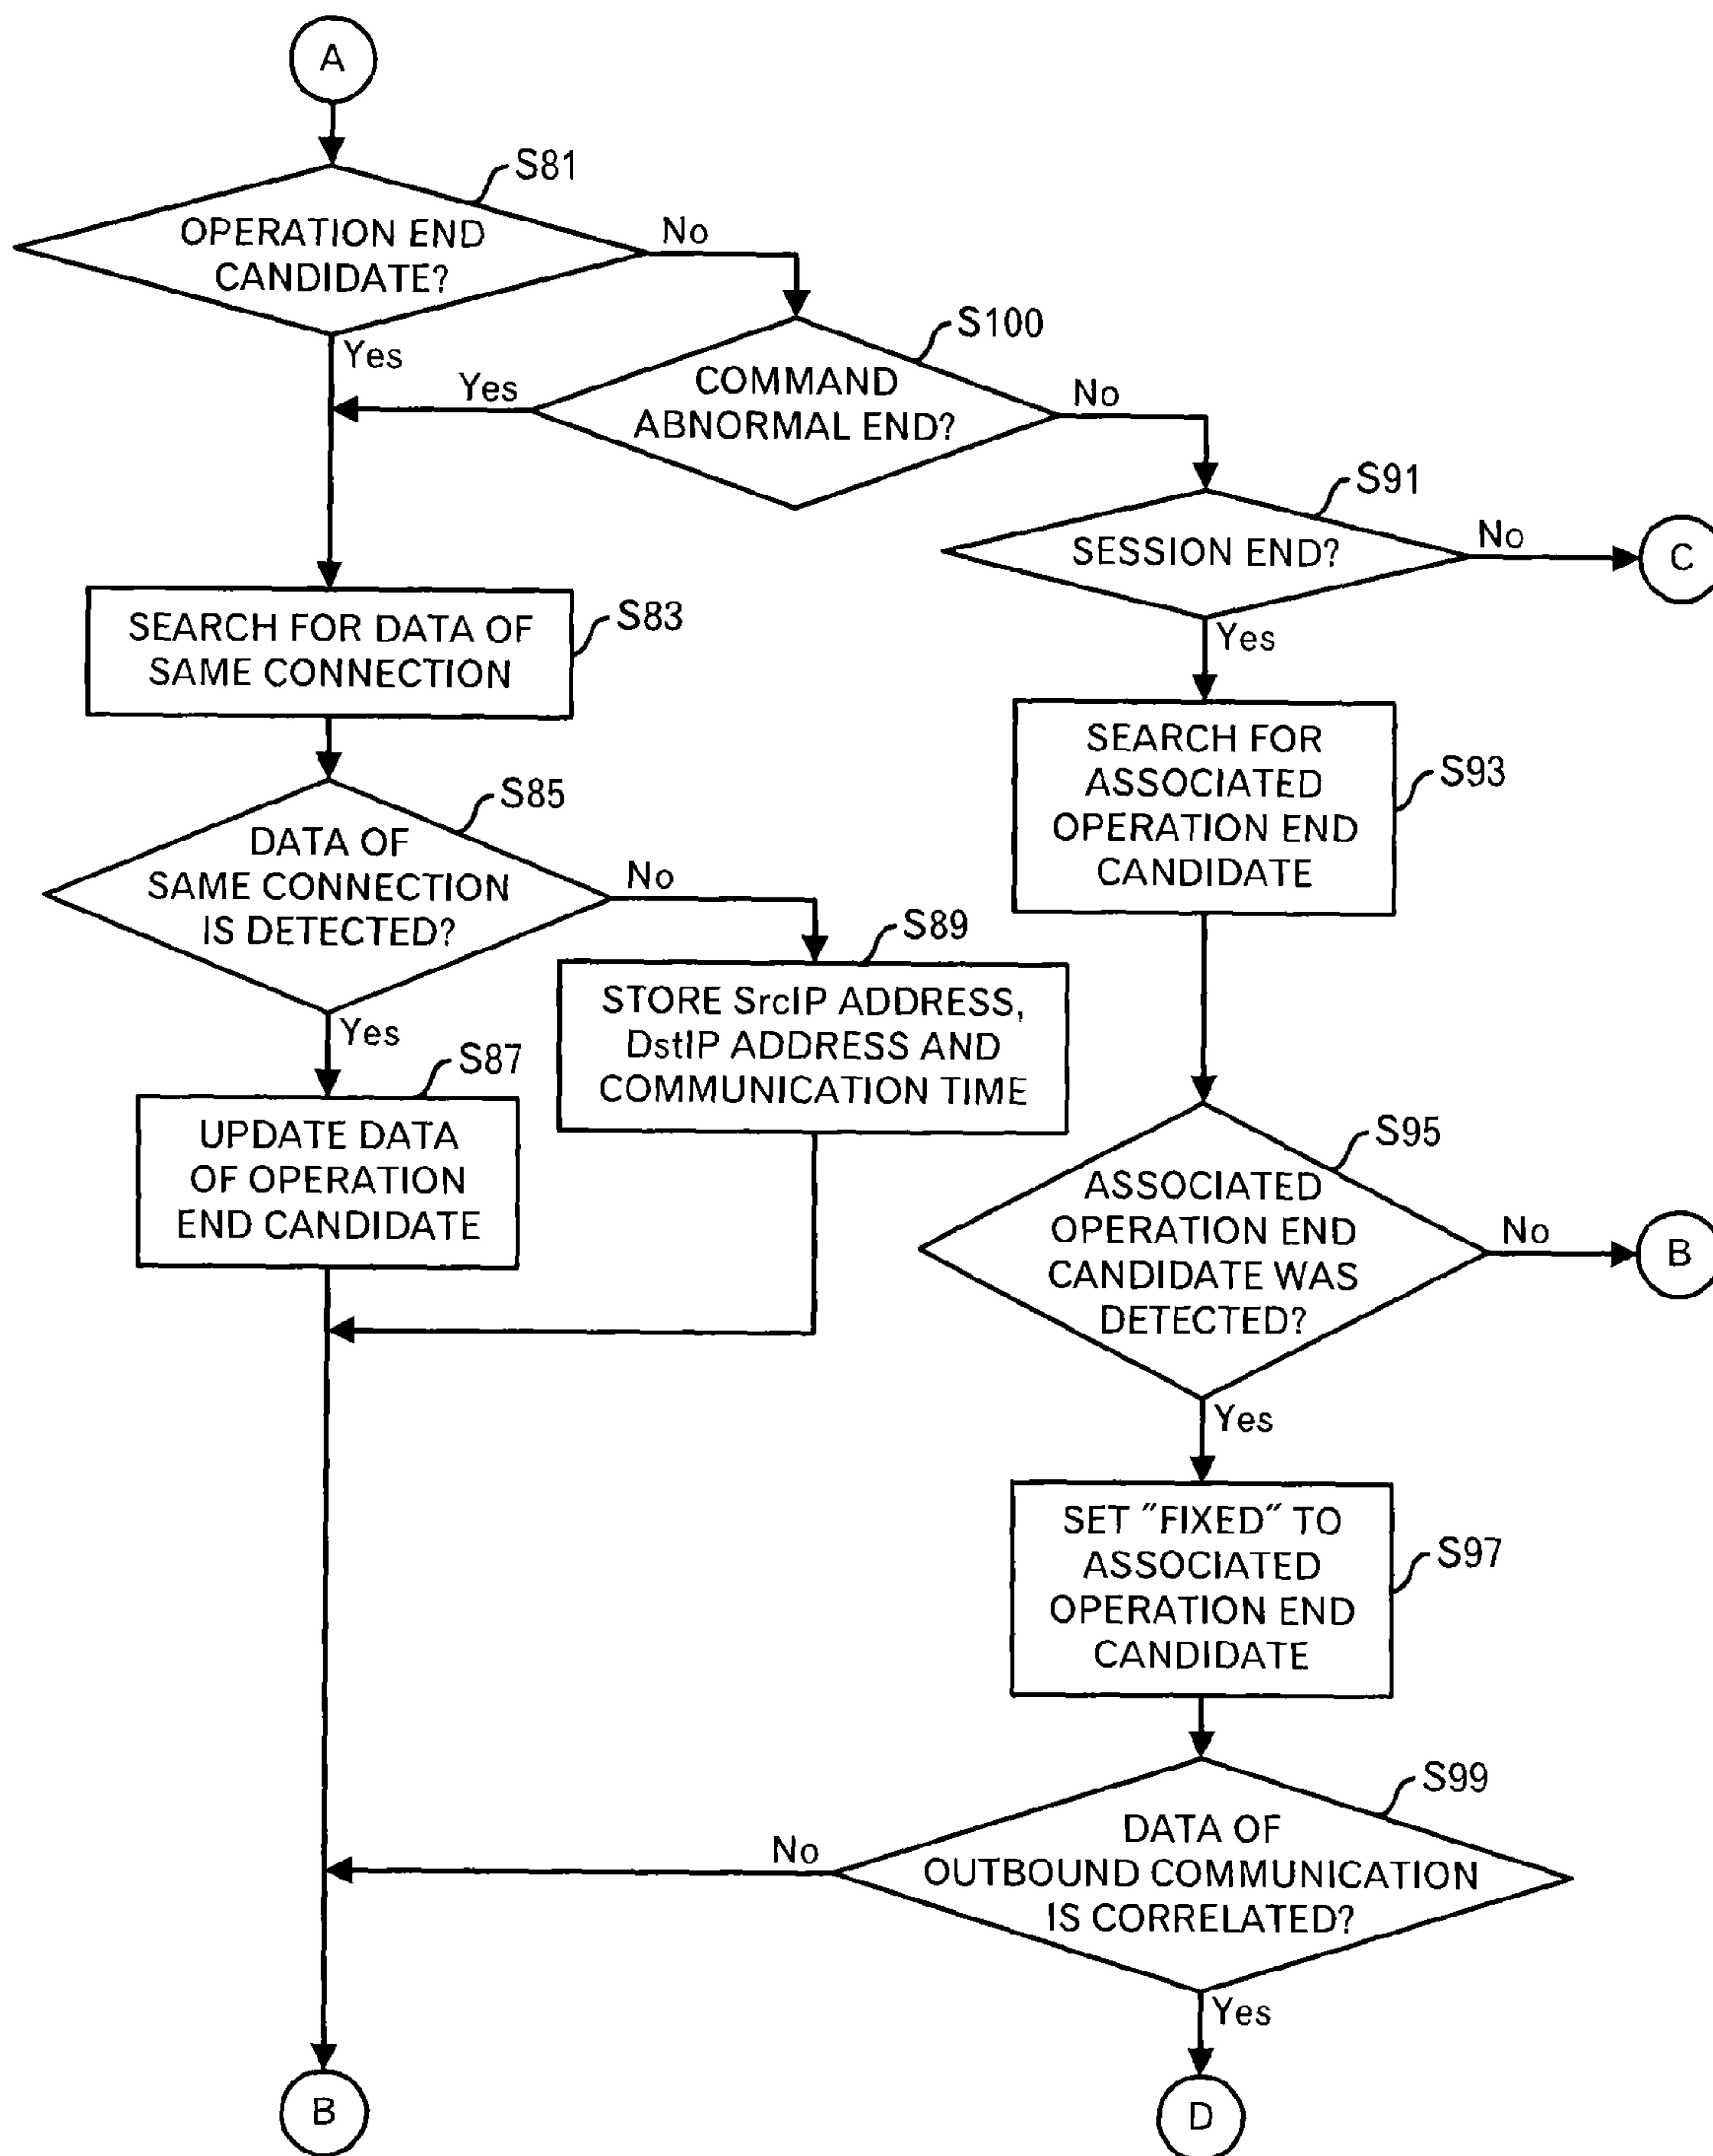 A
S81
OPERATION END
CANDIDATE?
No
Yes
S100
COMMAND
ABNORMAL END?
Yes
No
S91
SESSION END?
No
C
Yes
S83
SEARCH FOR DATA OF
SAME CONNECTION
S93
SEARCH FOR
ASSOCIATED
OPERATION END
CANDIDATE
S85
DATA OF
SAME CONNECTION
IS DETECTED?
No
Yes
S89
STORE SrcIP ADDRESS,
DstIP ADDRESS AND
COMMUNICATION TIME
S87
UPDATE DATA
OF OPERATION
END CANDIDATE
S95
ASSOCIATED
OPERATION END
CANDIDATE WAS
DETECTED?
No
B
Yes
S97
SET "FIXED" TO
ASSOCIATED
OPERATION END
CANDIDATE
S99
DATA OF
OUTBOUND COMMUNICATION
IS CORRELATED?
No
Yes
B
D